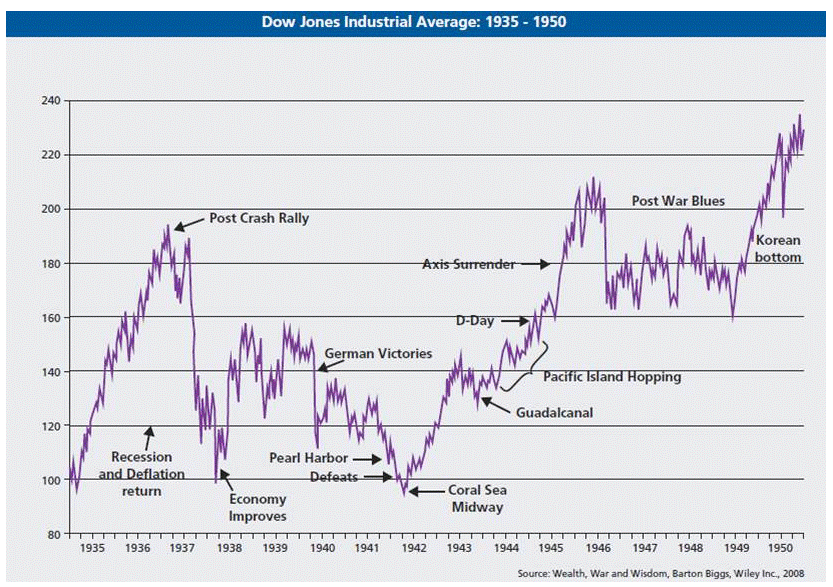 Dow Jones Industrial Average: 1935 - 1950
240
220
200
180
160
140
120
100
80
Post Crash Rally
Post War Blues
Korean
bottom
Axis Surrender
D-Day
German Victories
Pacific Island Hopping
Guadalcanal
Recession
and Deflation
return
Pearl Harbor
Defeats
Economy
Improves
Coral Sea
Midway
1935 1936 1937 1938 1939 1940 1941 1942 1943 1944 1945 1946 1947 1948 1949 1950
Source: Wealth, War and Wisdom, Barton Biggs, Wiley Inc., 2008